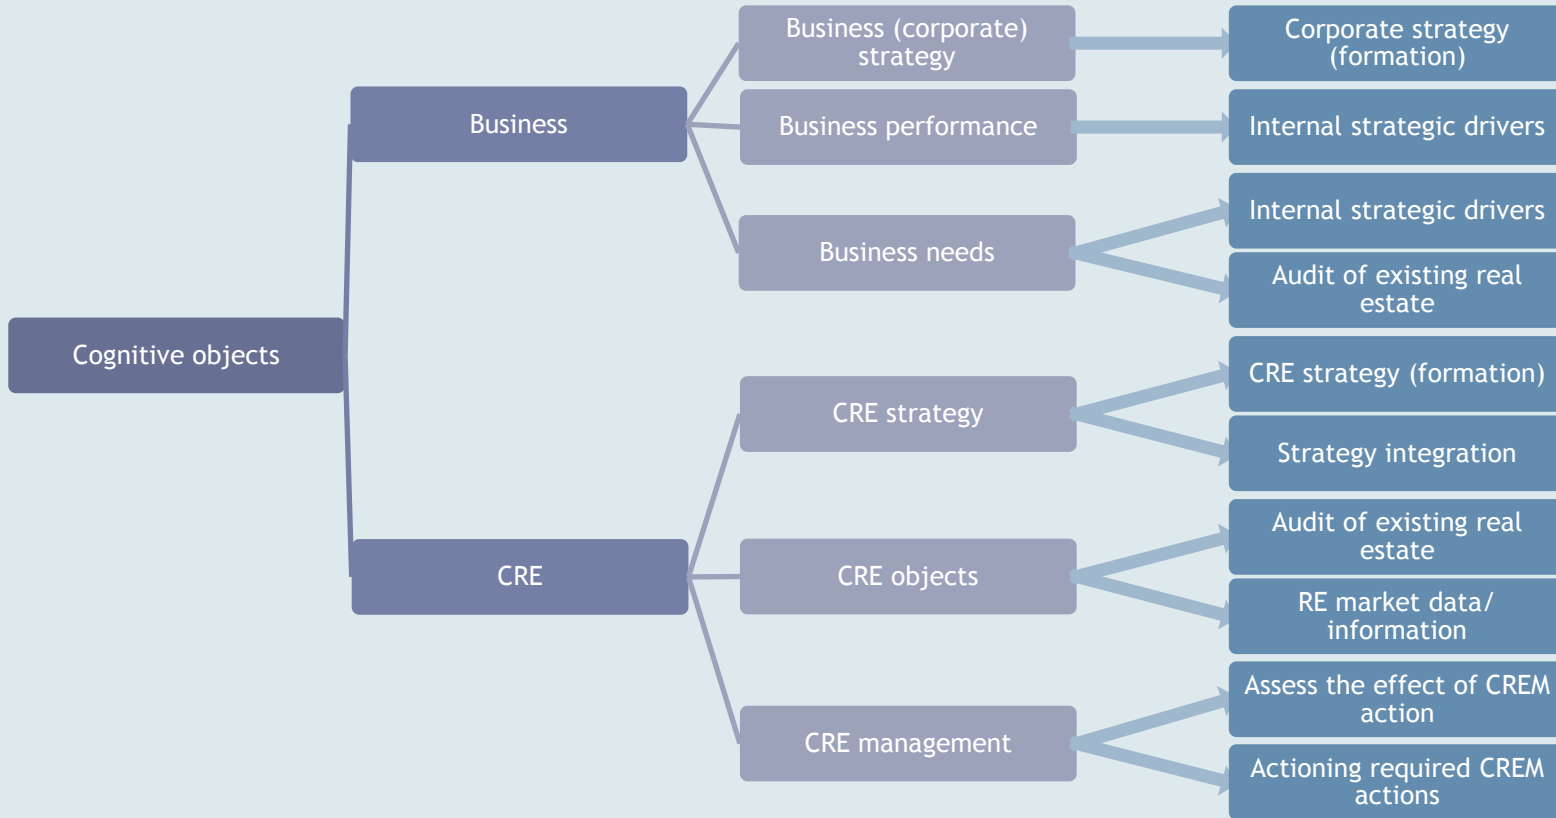 Business (corporate)
strategy
Corporate strategy
(formation)
Business
Business performance
Internal strategic drivers
Business needs
Internal strategic drivers
Audit of existing real
estate
Cognitive objects
CRE strategy
CRE strategy (formation)
Strategy integration
CRE
CRE objects
Audit of existing real
estate
RE market data/
information
CRE management
Assess the effect of CREM
action
Actioning required CREM
actions